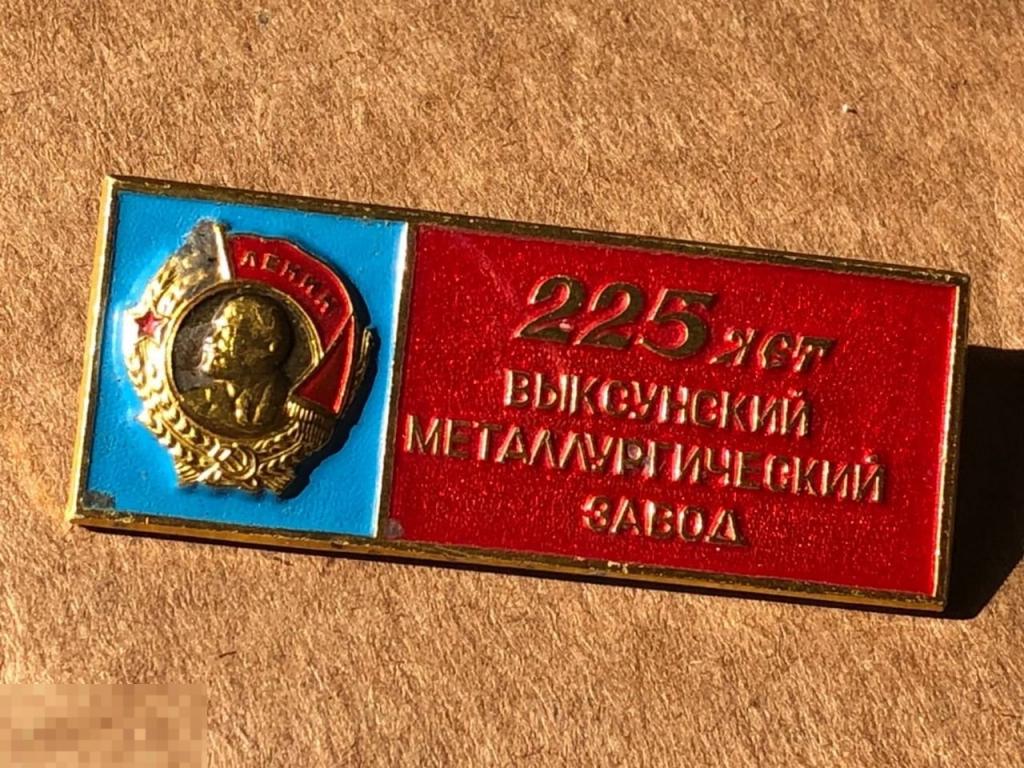 ЛЕНИН
225 лет
ВЫКСУНСКИЙ
МЕТАЛЛУРГИЧЕСКИЙ
ЗАВОД